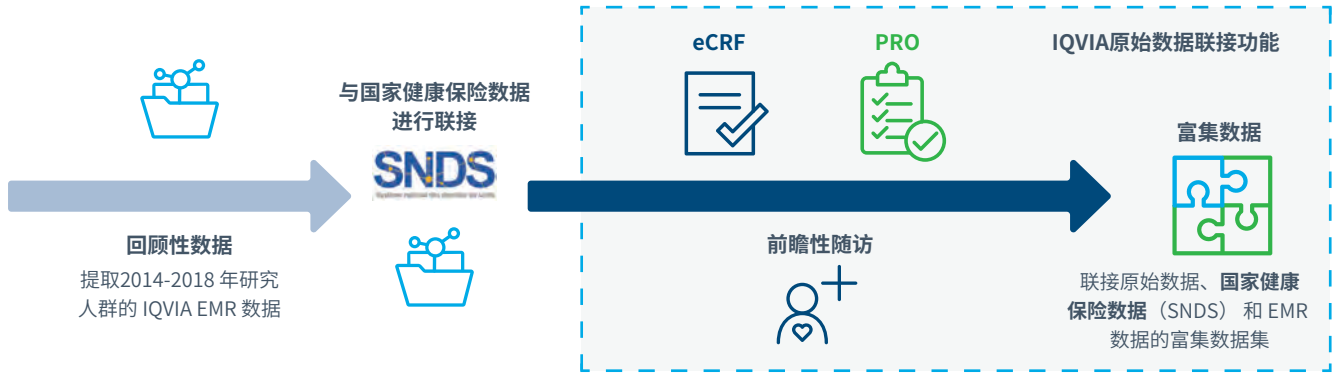 eCRF
PRO
IQVIA原始数据联接功能
与国家健康保险数据
进行联接
SNDS
富集数据
回顾性数据
提取2014-2018 年研究
人群的 IQVIA EMR 数据
前瞻性随访
联接原始数据、国家健康
保险数据（SNDS） 和 EMR
数据的富集数据集